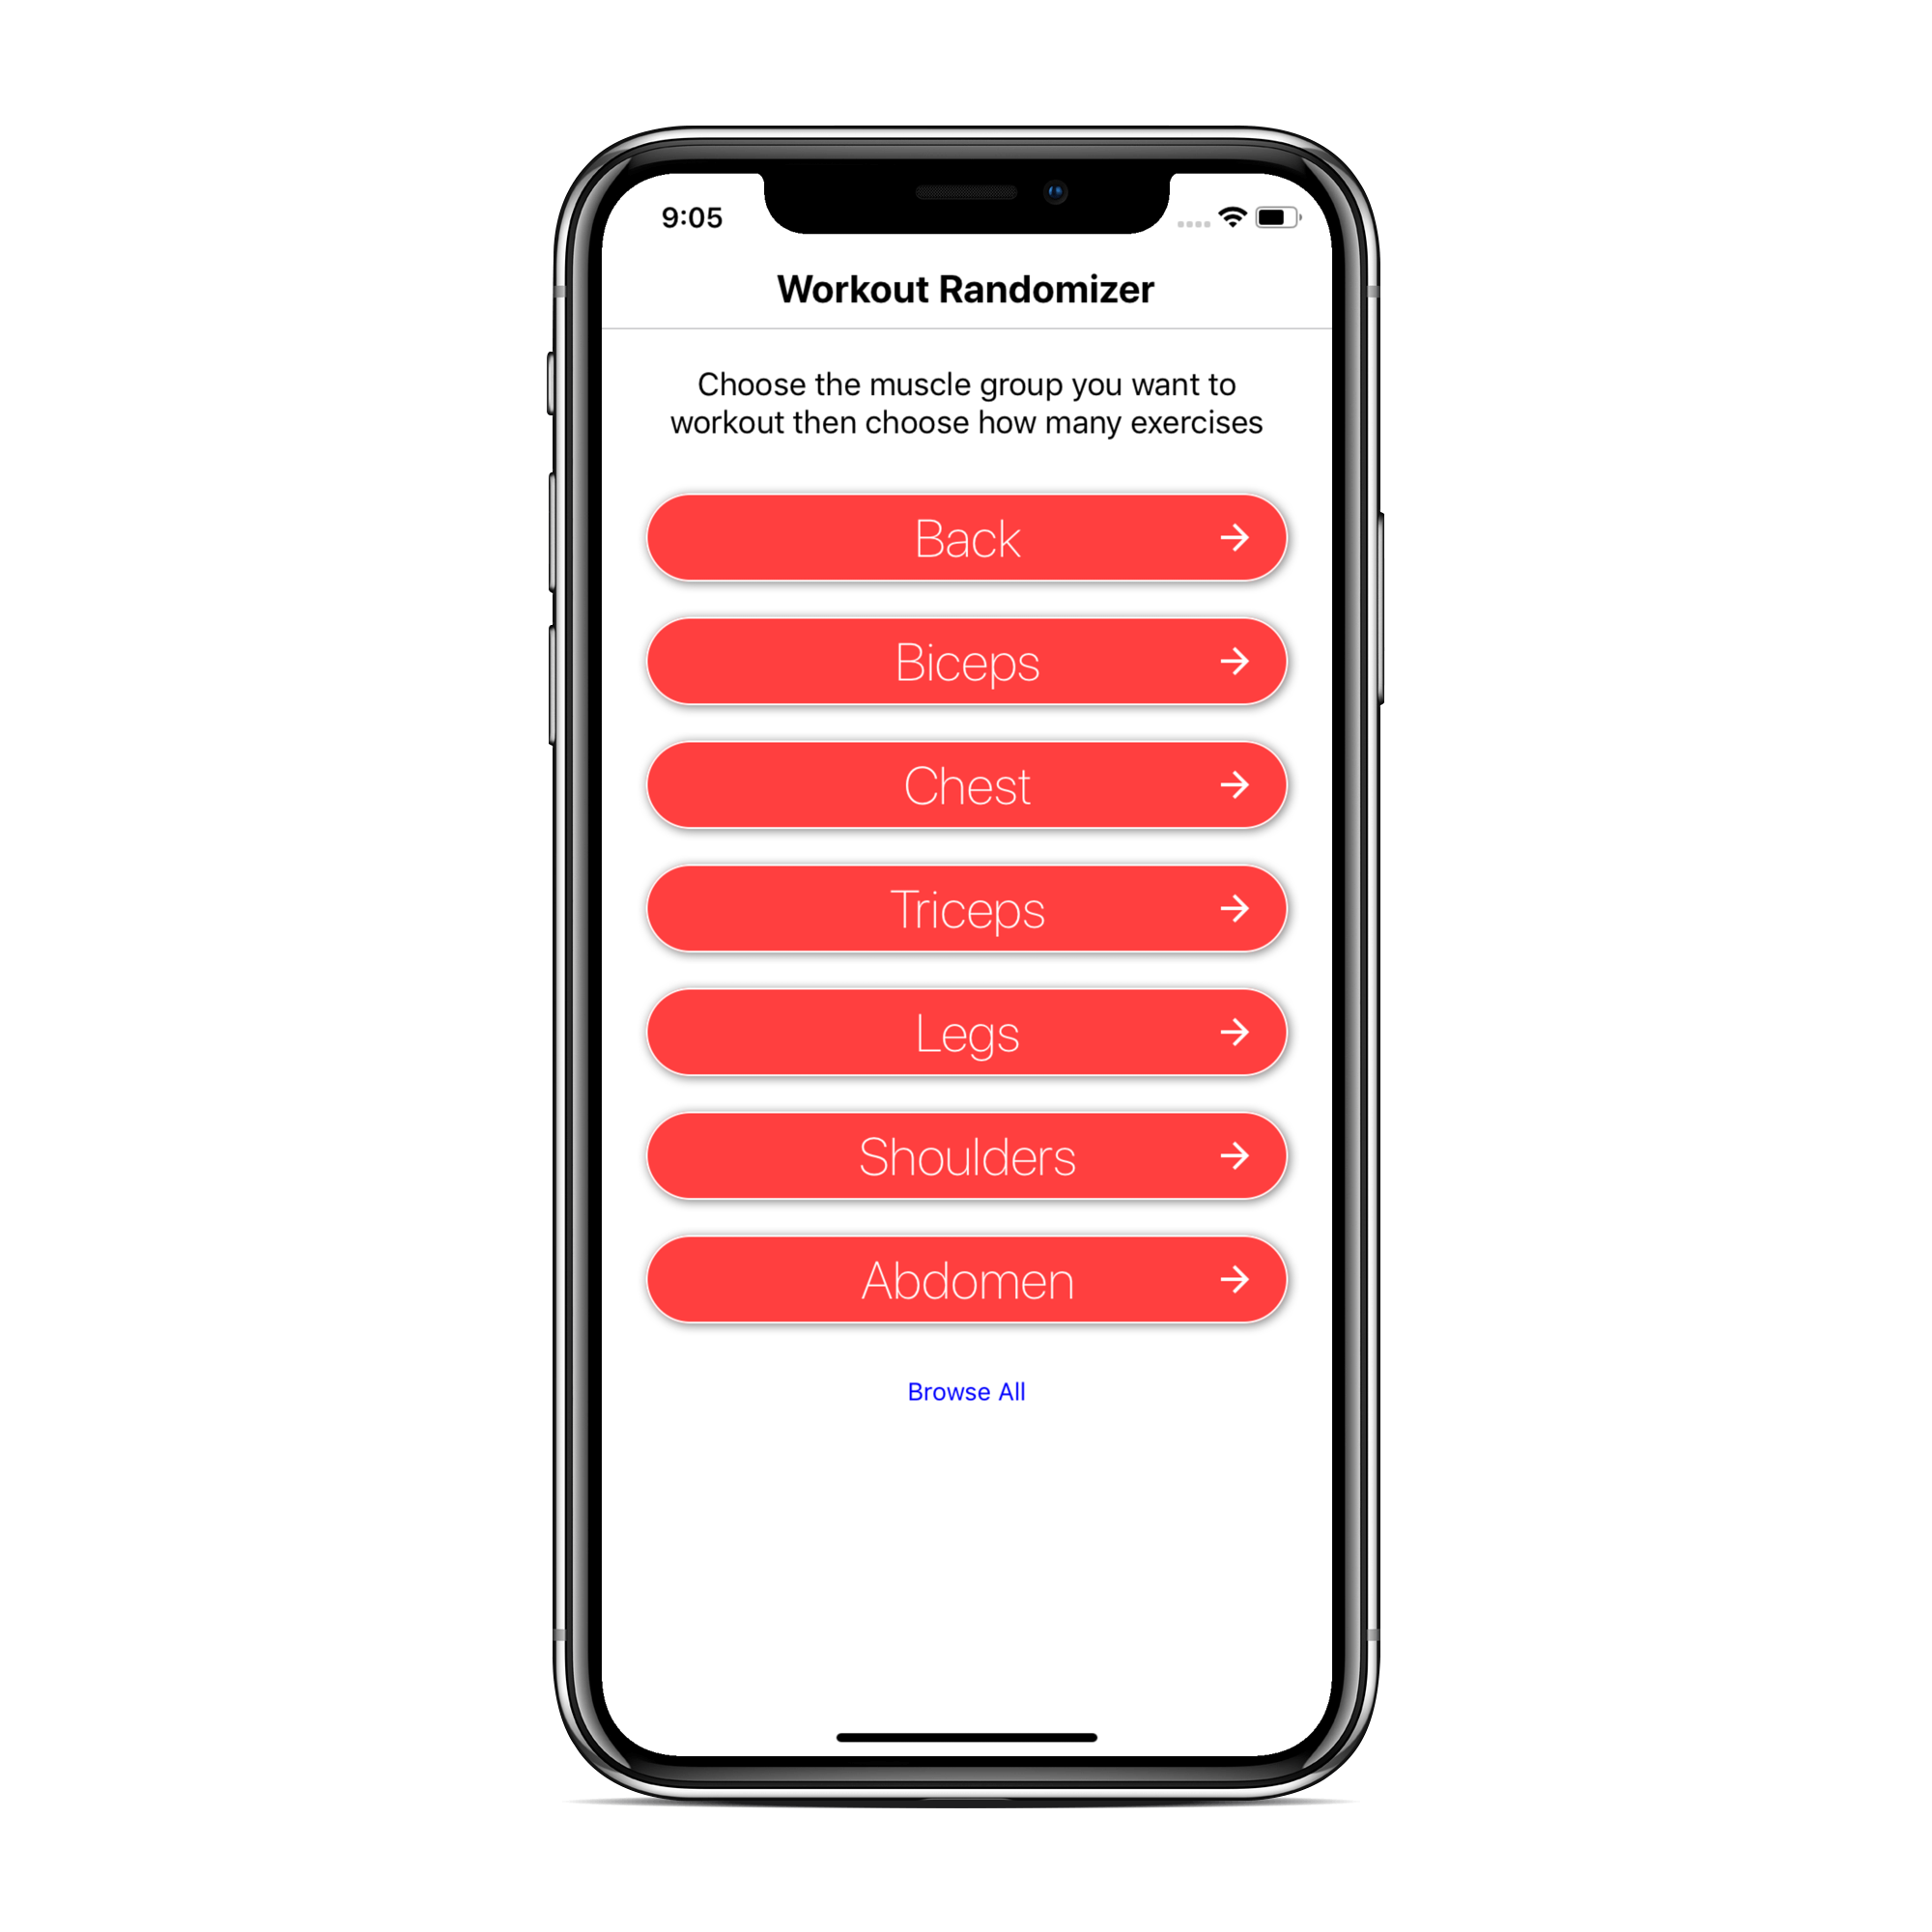 9:05
Workout Randomizer
Choose the muscle group you want to
workout then choose how many exercises
Back
Biceps
Chest
Triceps
Legs
Shoulders
Abdomen
Browse All